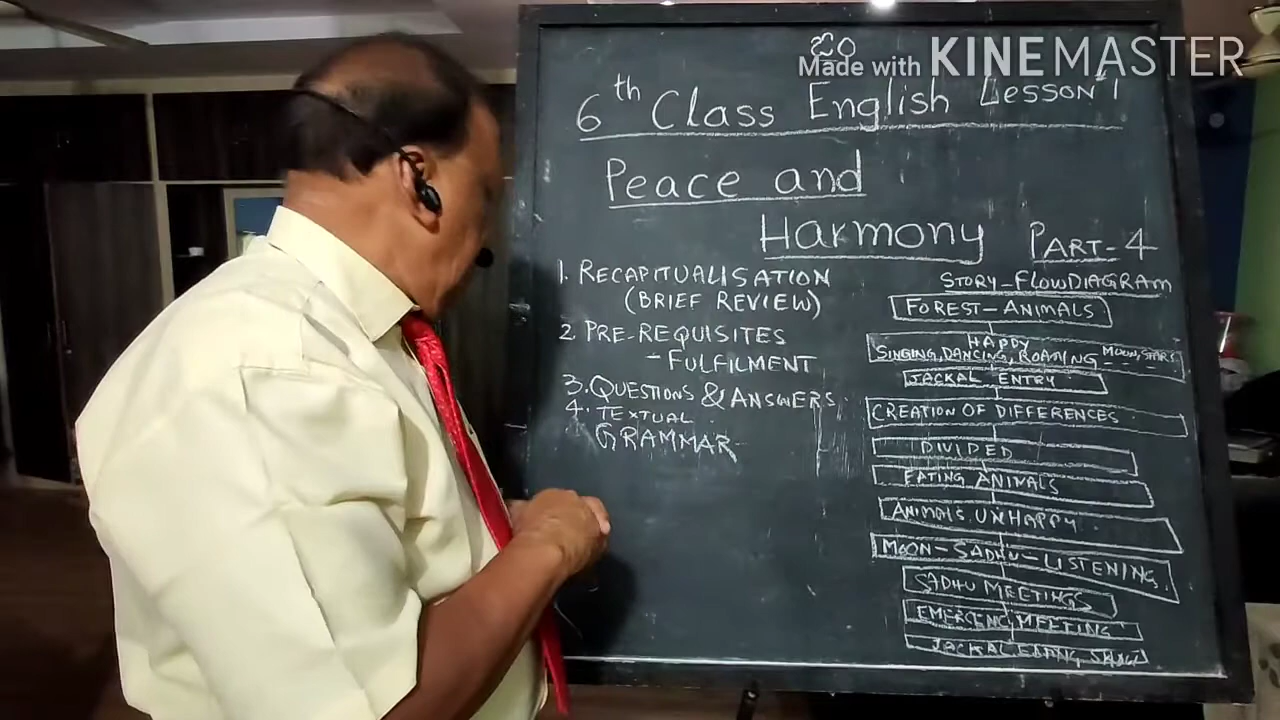 ఓం
Made with KINEMASTER
6th Class English Lesson 1
Peace and
Harmony PART-4
1. RECAPITUALISATION
(BRIEF REVIEW)
2 PRE-REQUISITES
- FULFILMENT
3. QUESTIONS & ANSWERS
4. TEXTUAL
GRAMMAR
STORY-FLOWDIAGRAM
FOREST-ANIMALS
HAPPY
SINGING, DANCING, ROAMING MOON, STARS
JACKAL ENTRY
CREATION OF DIFFERENCES
DIVIDED
EATING ANIMALS
ANIMALS UNHAPPY
MOON-SADHU-LISTENING
SADHU MEETINGS
EMERGENC MEETING
JACKAL